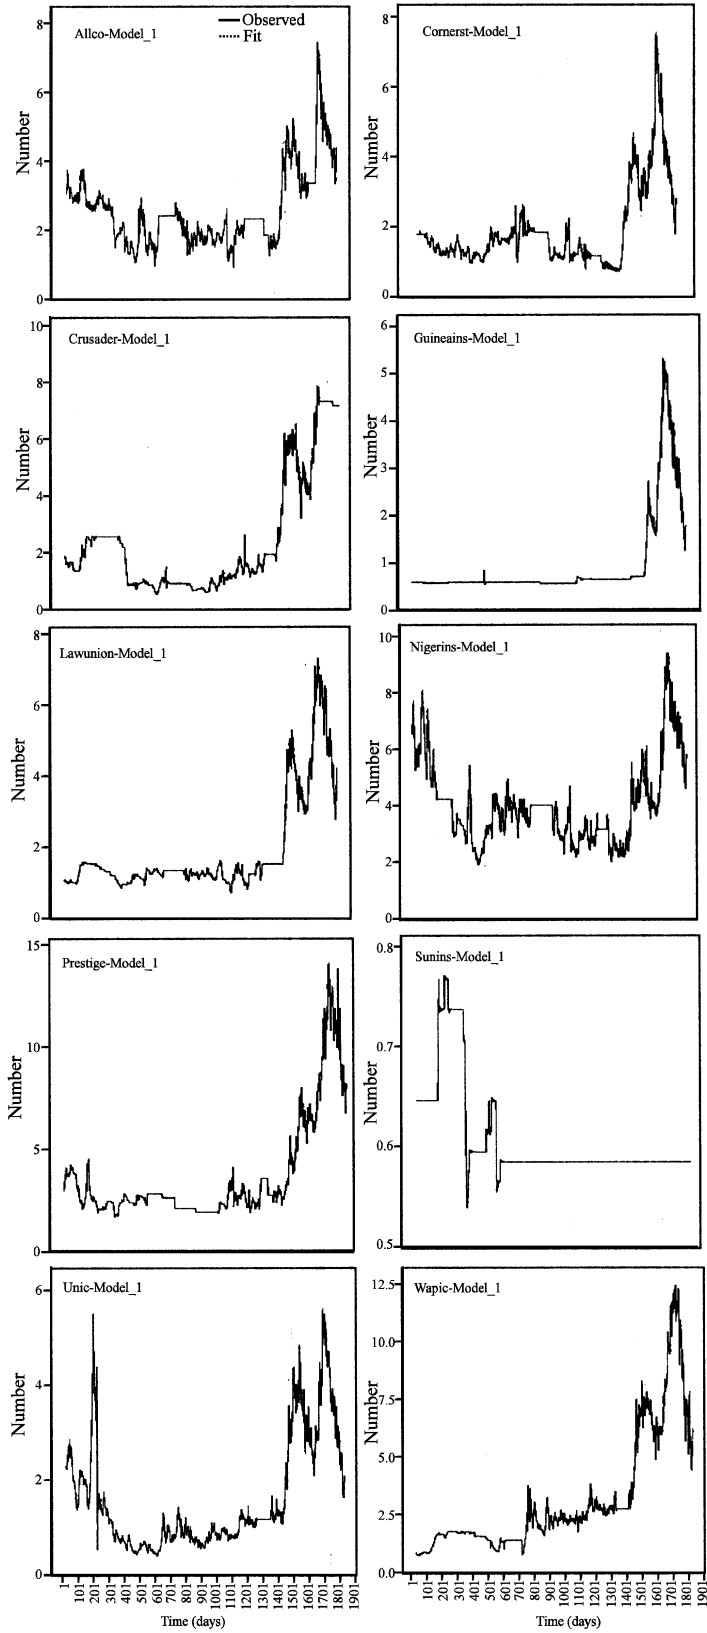 Allco-Model_1
Observed
Fit
8
6
4
2
0
Number
Cornerst-Model_1
8
6
4
2
0
Number
Crusader-Model_1
10
8
6
4
2
0
Number
Guineains-Model_1
6
5
4
3
2
1
0
Number
Lawunion-Model_1
8
6
4
2
0
Number
Nigerins-Model_1
10
8
6
4
2
0
Number
Prestige-Model_1
15
10
5
0
Number
Sunins-Model_1
0.8
0.7
0.6
0.5
Number
Unic-Model_1
6
4
2
0
Number
1 101 201 301 401 501 601 701 801 901 1001 1101 1201 1301 1401 1501 1601 1701 1801 1901
Time (days)
Wapic-Model_1
12.5
10.0
7.5
5.0
2.5
0.0
Number
1 101 201 301 401 501 601 701 801 901 1001 1101 1201 1301 1401 1501 1601 1701 1801 1901
Time (days)